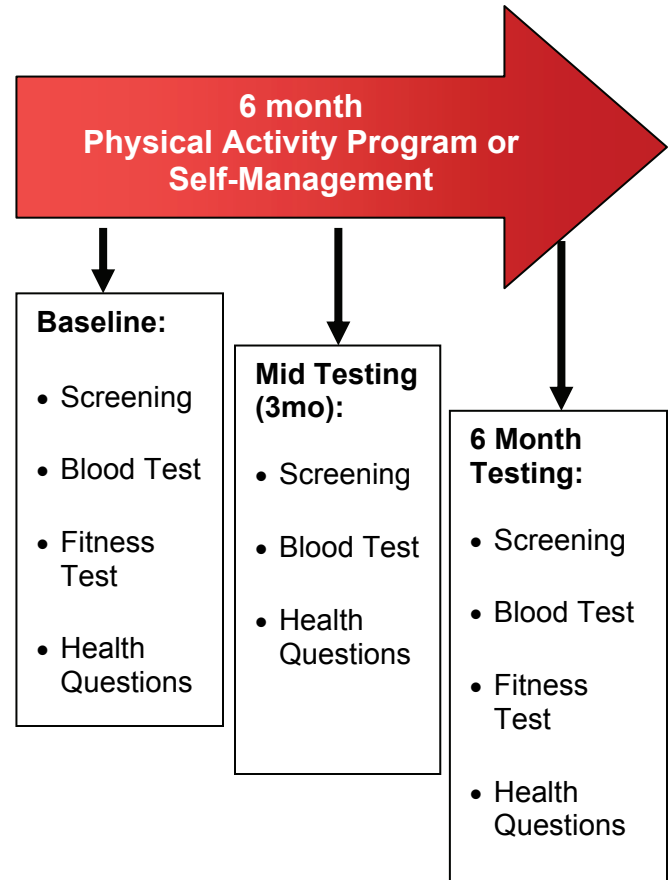 6 month
Physical Activity Program or
Self-Management
Baseline:
• Screening
• Blood Test
• Fitness
Test
• Health
Questions
Mid Testing
(3mo):
• Screening
• Blood Test
• Health
Questions
6 Month
Testing:
• Screening
• Blood Test
• Fitness
Test
• Health
Questions